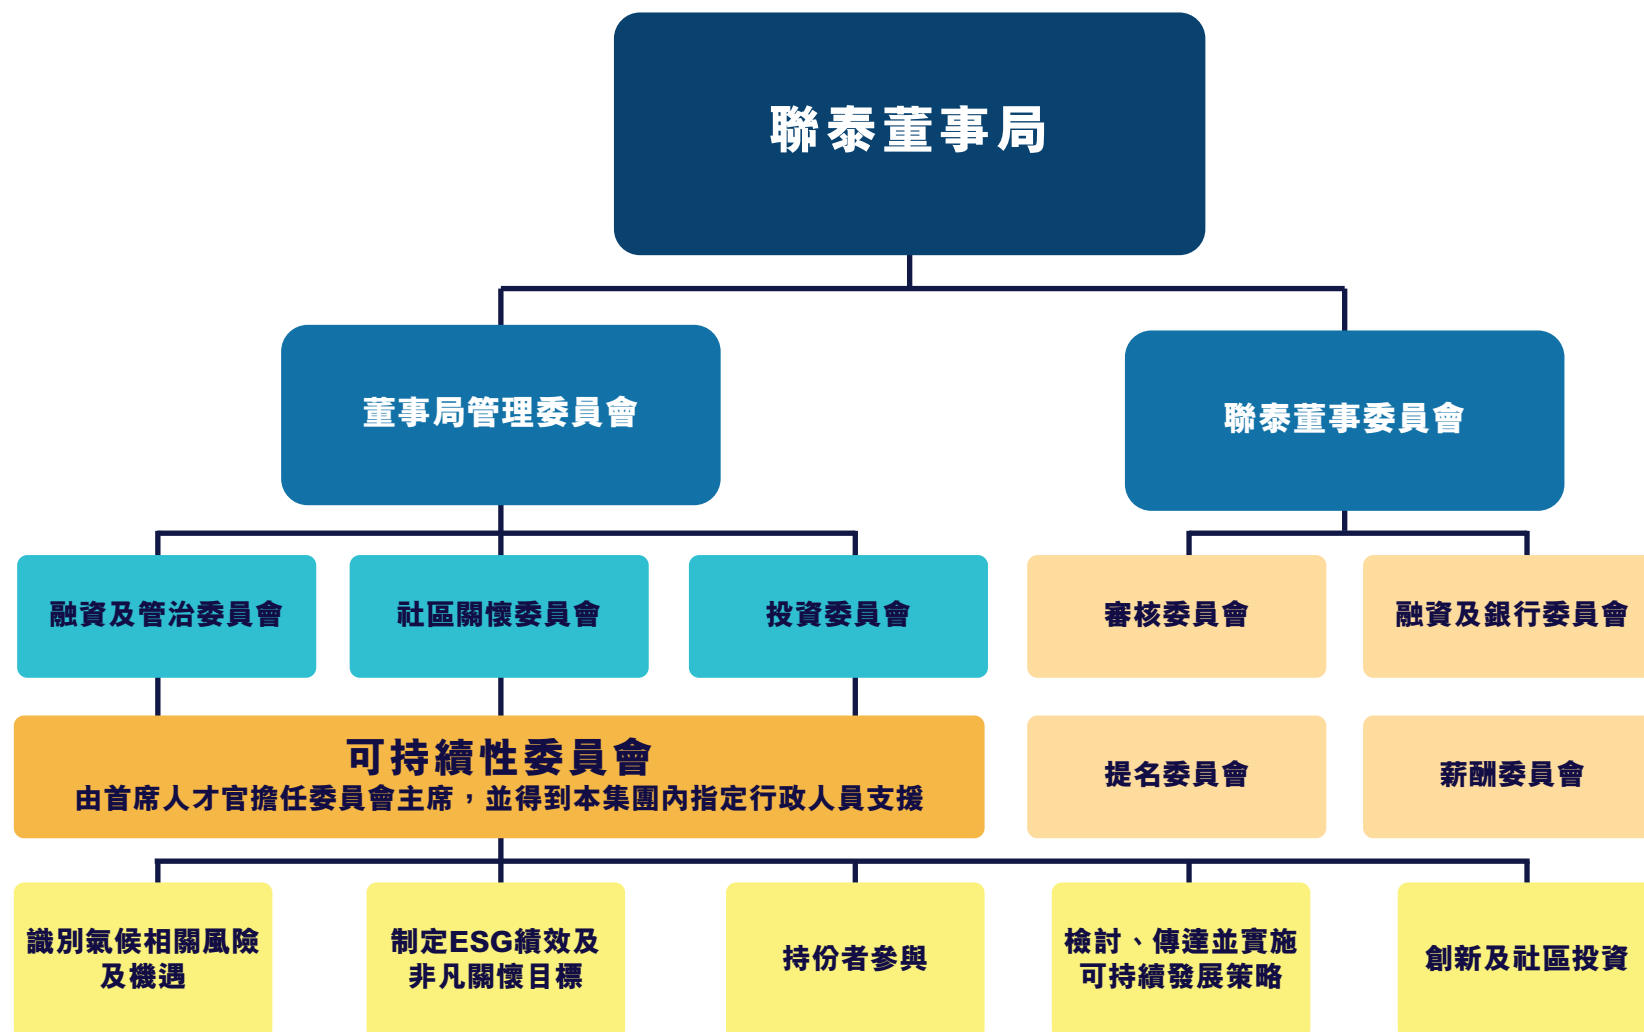 聯泰董事局
董事局管理委員會
聯泰董事委員會
融資及管治委員會
社區關懷委員會
投資委員會
審核委員會
融資及銀行委員會
可持續性委員會
由首席人才官擔任委員會主席，並得到本集團內指定行政人員支援
提名委員會
薪酬委員會
識別氣候相關風險
及機遇
制定ESG績效及
非凡關懷目標
持份者參與
檢討、傳達並實施
可持續發展策略
創新及社區投資